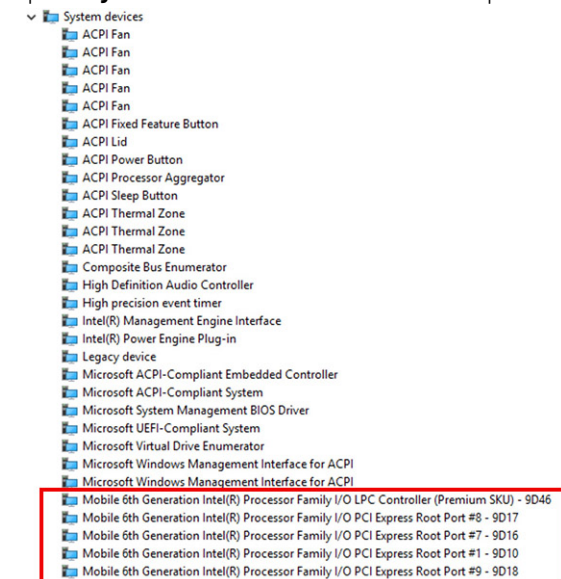 System devices
ACPI Fan
ACPI Fan
ACPI Fan
ACPI Fan
ACPI Fan
ACPI Fixed Feature Button
ACPI Lid
ACPI Power Button
ACPI Processor Aggregator
ACPI Sleep Button
ACPI Thermal Zone
ACPI Thermal Zone
ACPI Thermal Zone
Composite Bus Enumerator
High Definition Audio Controller
High precision event timer
Intel(R) Management Engine Interface
Intel(R) Power Engine Plug-in
Legacy device
Microsoft ACPI-Compliant Embedded Controller
Microsoft ACPI-Compliant System
Microsoft System Management BIOS Driver
Microsoft UEFI-Compliant System
Microsoft Virtual Drive Enumerator
Microsoft Windows Management Interface for ACPI
Microsoft Windows Management Interface for ACPI
Mobile 6th Generation Intel(R) Processor Family I/O LPC Controller (Premium SKU) - 9D46
Mobile 6th Generation Intel(R) Processor Family I/O PCI Express Root Port #8 - 9D17
Mobile 6th Generation Intel(R) Processor Family I/O PCI Express Root Port #7 - 9D16
Mobile 6th Generation Intel(R) Processor Family I/O PCI Express Root Port #1 - 9D10
Mobile 6th Generation Intel(R) Processor Family I/O PCI Express Root Port #9 - 9D18